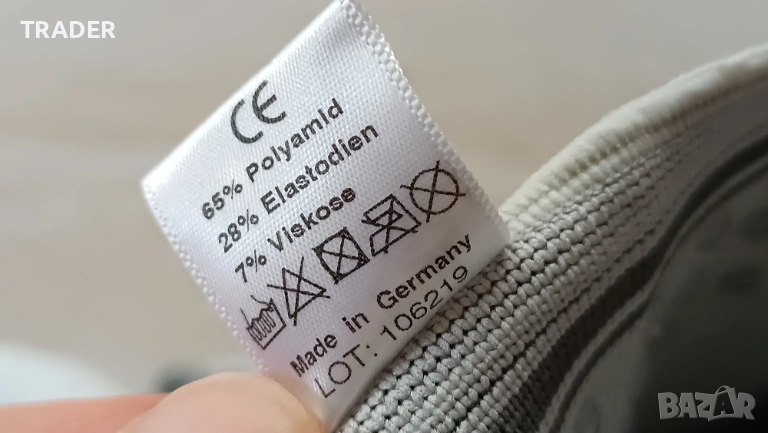 TRADER
CE
65% Polyamid
28% Elastodien
7% Viskose
Made in Germany
LOT: 106219
BAZAR